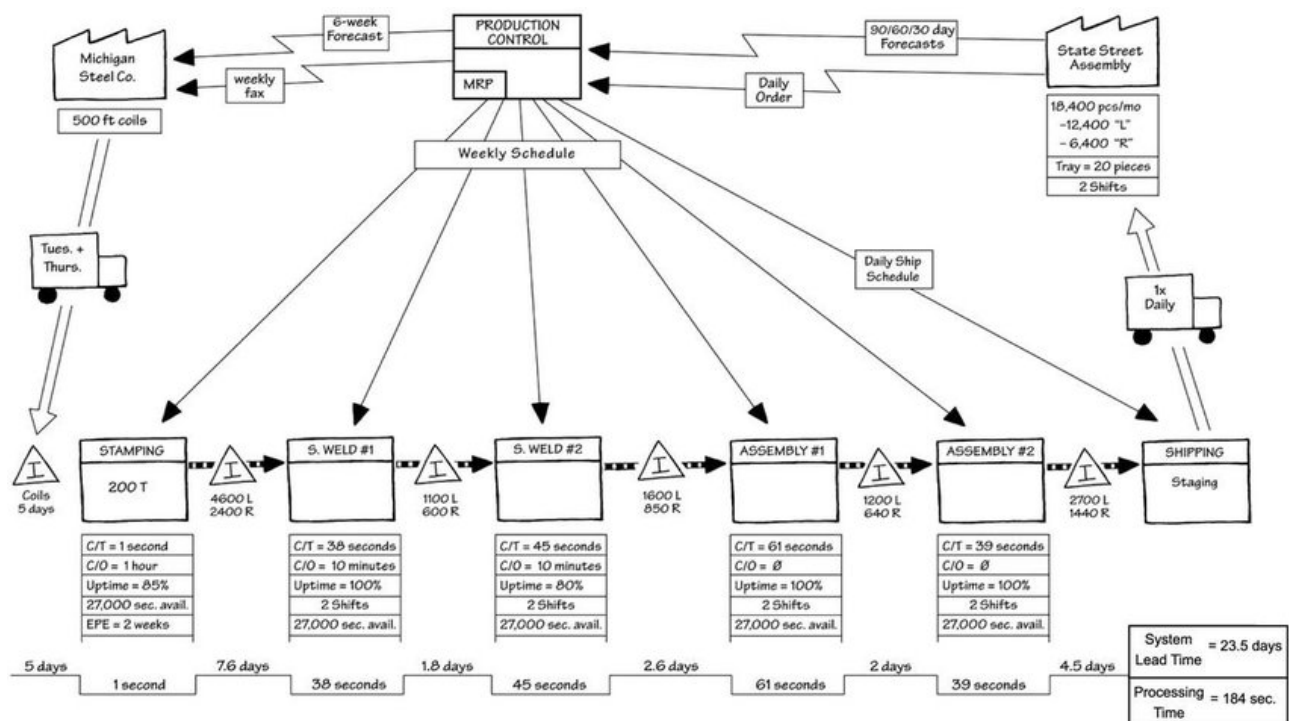 Michigan
Steel Co.
500 ft coils
6-week
Forecast
weekly
fax
PRODUCTION
CONTROL
MRP
90/60/30 day
Forecasts
Daily
Order
State Street
Assembly
18,400 pcs/mo
-12,400 "L"
- 6,400 "R"
Tray = 20 pieces
2 Shifts
Weekly Schedule
Tues. +
Thurs.
Daily Ship
Schedule
1x
Daily
I
Coils
5 days
STAMPING
200 T
I
4600 L
2400 R
S. WELD #1
I
1100 L
600 R
S. WELD #2
I
1600 L
850 R
ASSEMBLY #1
I
1200 L
640 R
ASSEMBLY #2
I
2700 L
1440 R
SHIPPING
Staging
C/T = 1 second
C/O = 1 hour
Uptime = 85%
27,000 sec. avail.
EPE = 2 weeks
C/T = 38 seconds
C/O = 10 minutes
Uptime = 100%
2 Shifts
27,000 sec. avail.
C/T = 45 seconds
C/O = 10 minutes
Uptime = 80%
2 Shifts
27,000 sec. avail.
C/T = 61 seconds
C/O = Ø
Uptime = 100%
2 Shifts
27,000 sec. avail.
C/T = 39 seconds
C/O = Ø
Uptime = 100%
2 Shifts
27,000 sec. avail.
5 days
1 second
7.6 days
38 seconds
1.8 days
45 seconds
2.6 days
61 seconds
2 days
39 seconds
4.5 days
System
Lead Time = 23.5 days
Processing
Time = 184 sec.